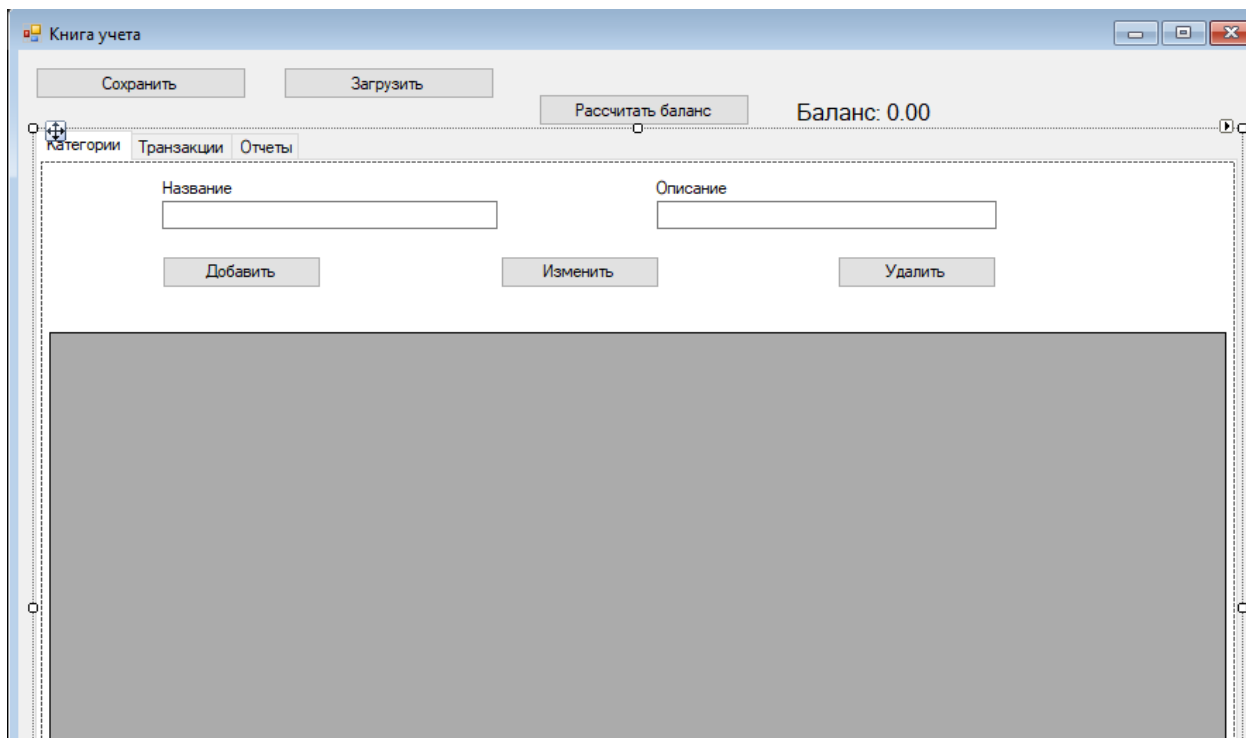 Книга учета
Сохранить Загрузить
Рассчитать баланс Баланс: 0.00
Категории Транзакции Отчеты
Название Описание
Добавить Изменить Удалить